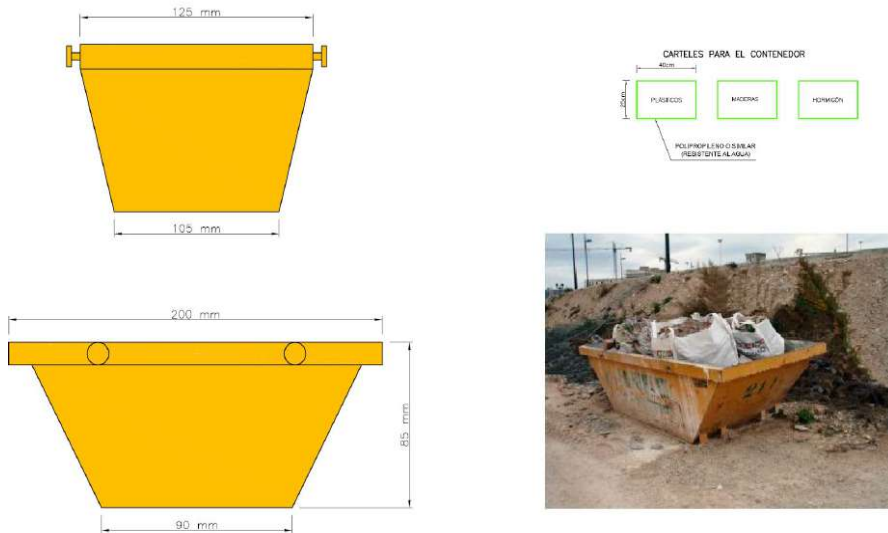 125 mm
105 mm
200 mm
85 mm
90 mm
CARTELES PARA EL CONTENEDOR
40cm
25cm
PLÁSTICOS
MADERAS
HORMIGÓN
POLIPROPILENO O SIMILAR
(RESISTENTE AL AGUA)